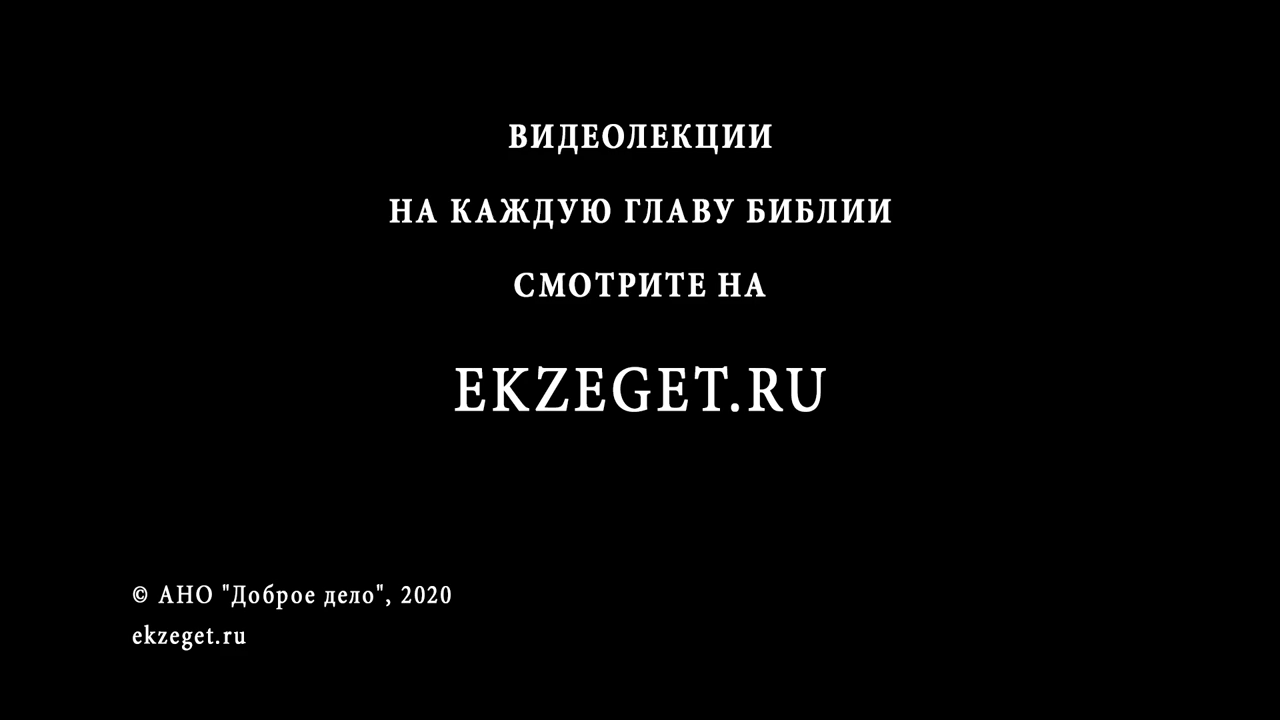 ВИДЕОЛЕКЦИИ
НА КАЖДУЮ ГЛАВУ БИБЛИИ
СМОТРИТЕ НА
EKZEGET.RU
© АНО "Доброе дело", 2020
ekzeget.ru